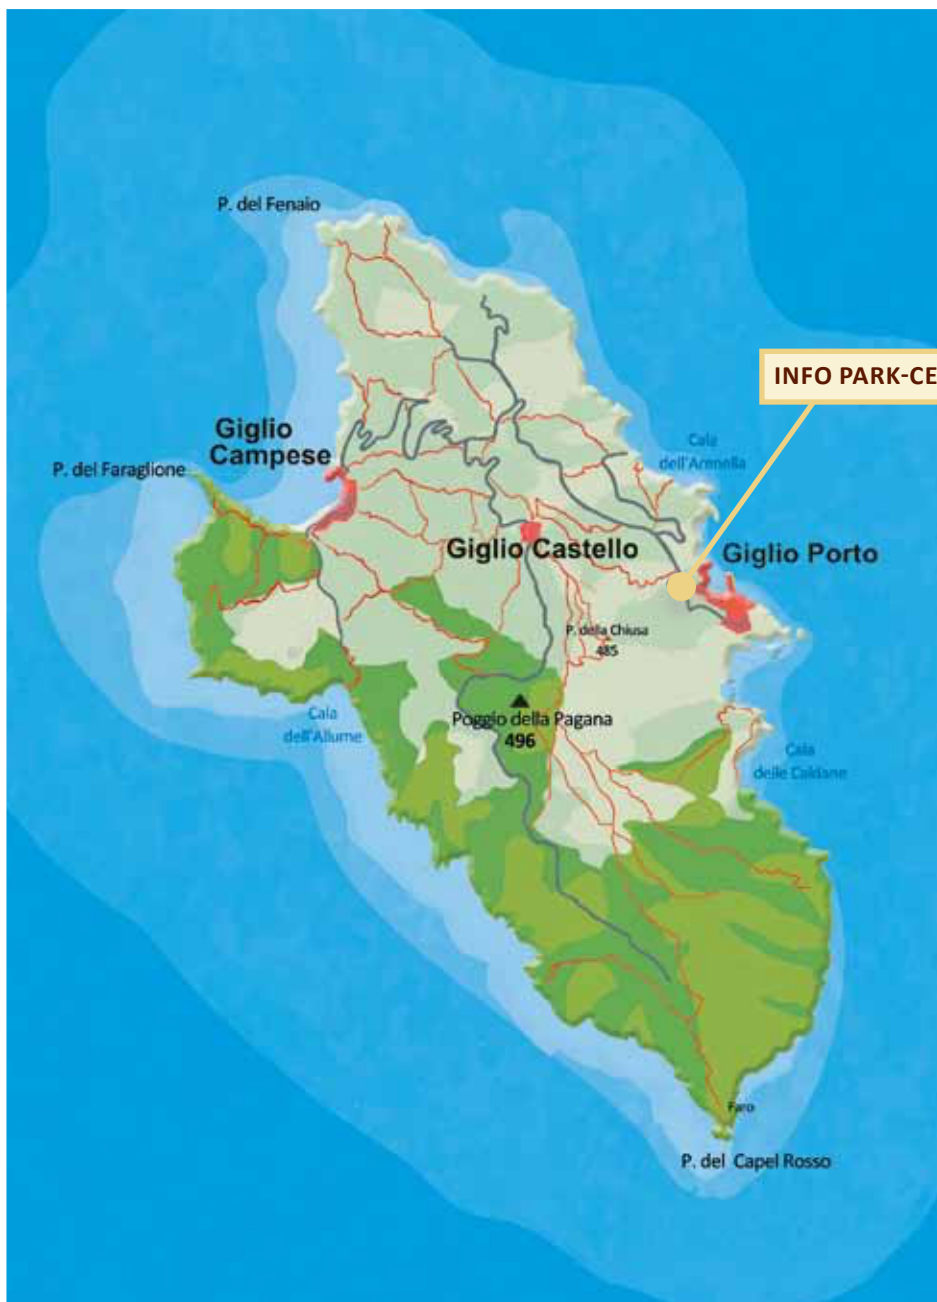 P. del Fenaio
INFO PARK-CE
Giglio
Campese
Cala
dell'Arenella
P. del Faraglione
Giglio Castello
Giglio Porto
P. della Chiusa
485
Poggio della Pagana
496
Cala
dell'Allume
Cala
delle Caldane
Faro
P. del Capel Rosso